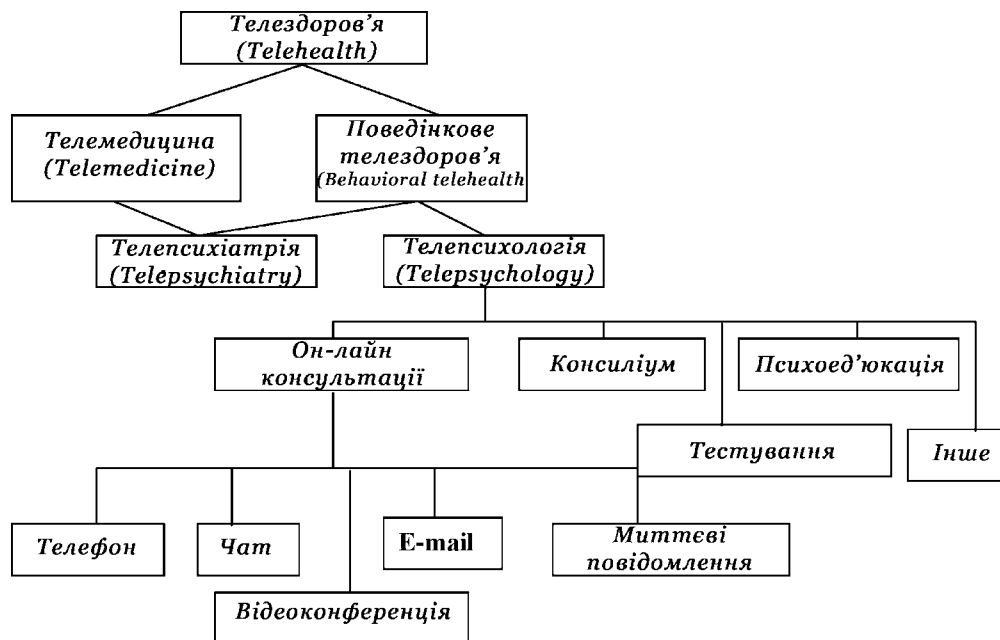 Телездоров’я
(Telehealth)
Телемедицина
(Telemedicine)
Поведінкове
телездоров’я
(Behavioral telehealth
Телепсихіатрія
(Telepsychiatry)
Телепсихологія
(Telepsychology)
Он-лайн
консультації
Консиліум
Психоед’юкація
Тестування
Інше
Телефон
Чат
E-mail
Миттєві
повідомлення
Відеоконференція